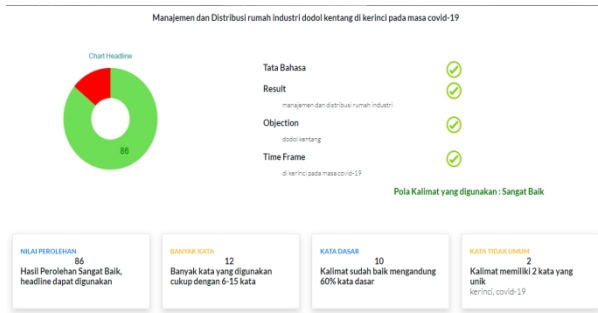 Manajemen dan Distribusi rumah industri dodol kentang di kerinci pada masa covid-19
Chart Headline
86
Tata Bahasa
Result
manajemen dan distribusi rumah industri
Objection
dodol kentang
Time Frame
di kerinci pada masa covid-19
Pola Kalimat yang digunakan : Sangat Baik
NILAI PEROLEHAN
86
Hasil Perolehan Sangat Baik,
headline dapat digunakan
BANYAK KATA
12
Banyak kata yang digunakan
cukup dengan 6-15 kata
KATA DASAR
10
Kalimat sudah baik mengandung
60% kata dasar
KATA TIDAK UMUM
2
Kalimat memiliki 2 kata yang
unik
kerinci, covid-19